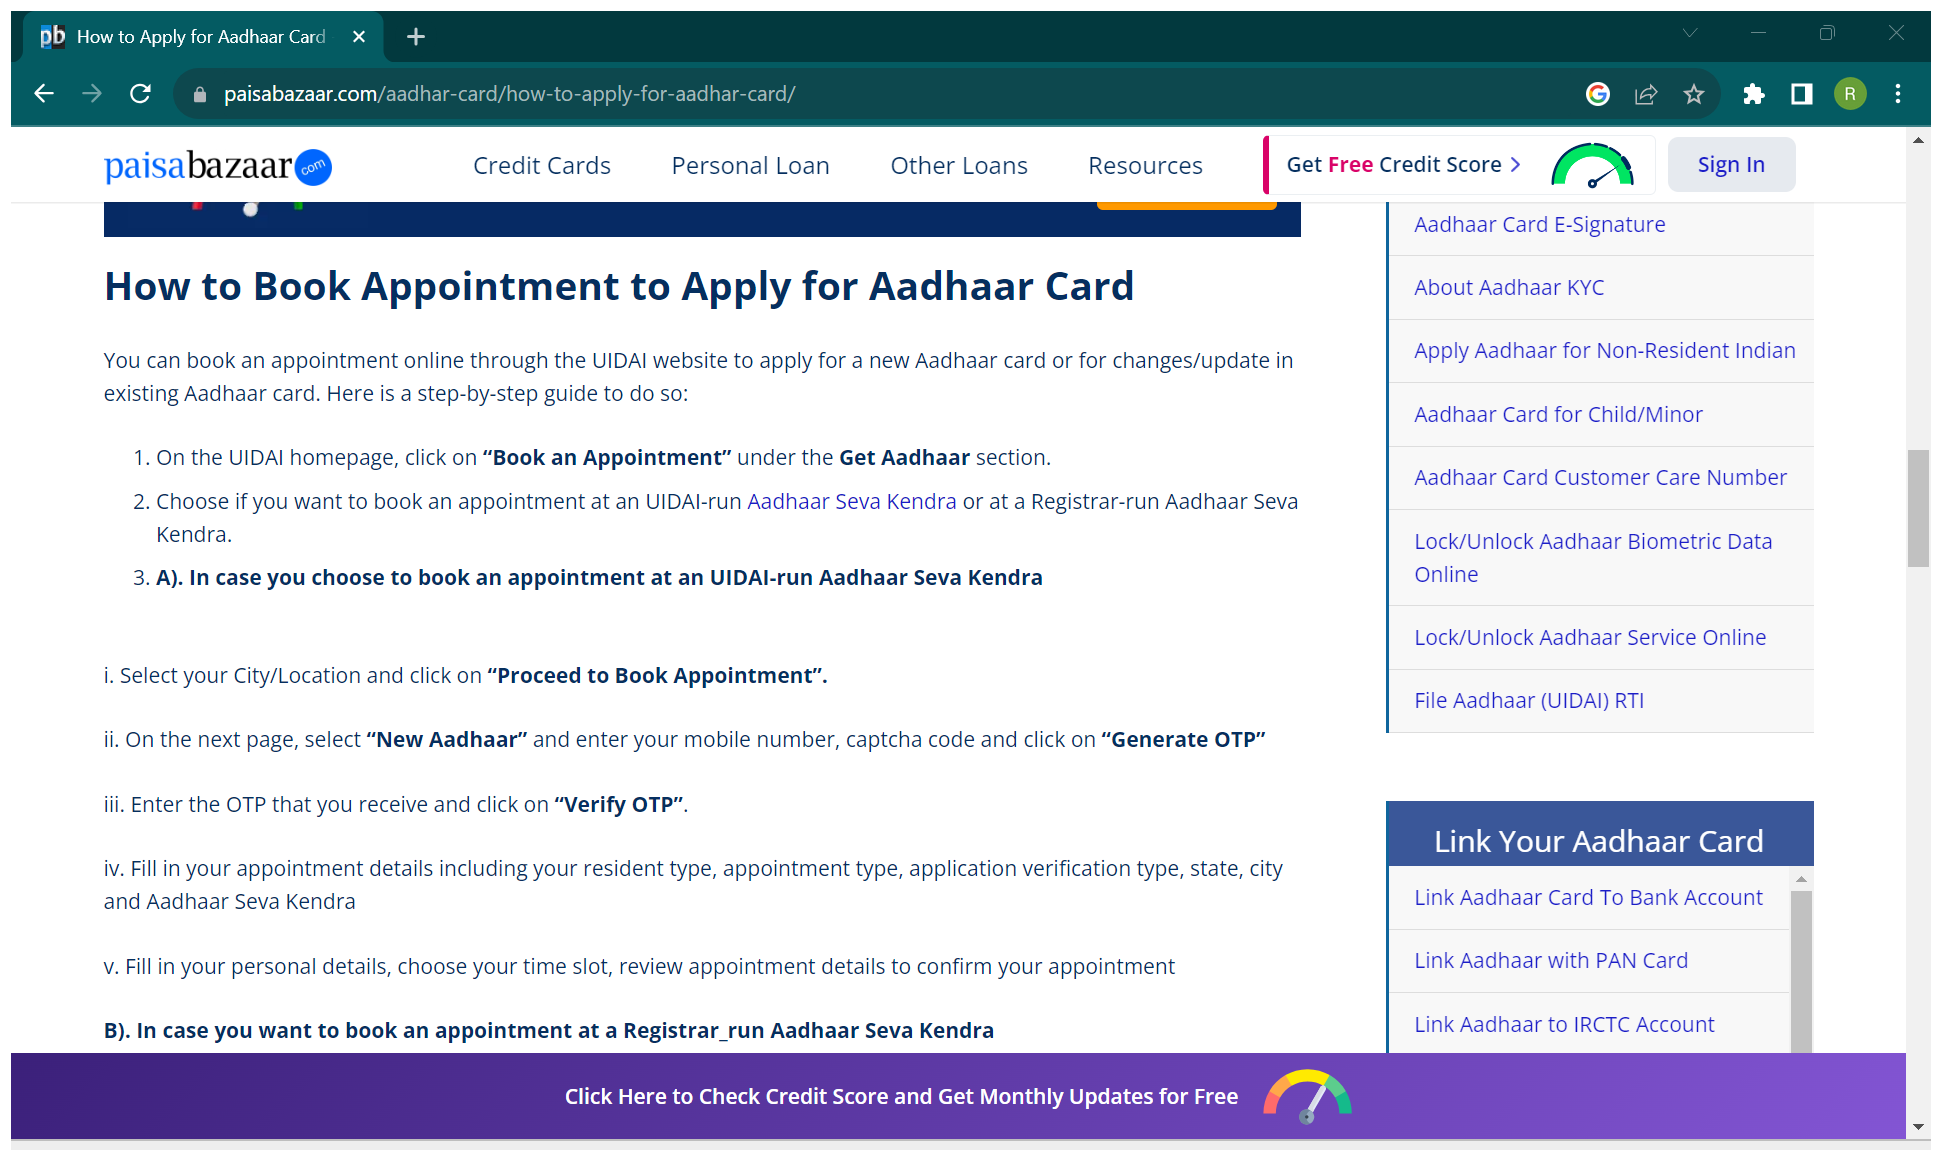 pb How to Apply for Aadhaar Card
paisabazaar.com/aadhar-card/how-to-apply-for-aadhar-card/
R
paisabazaar.com
Credit Cards
Personal Loan
Other Loans
Resources
Get Free Credit Score >
Sign In
How to Book Appointment to Apply for Aadhaar Card
You can book an appointment online through the UIDAI website to apply for a new Aadhaar card or for changes/update in
existing Aadhaar card. Here is a step-by-step guide to do so:
1. On the UIDAI homepage, click on “Book an Appointment” under the Get Aadhaar section.
2. Choose if you want to book an appointment at an UIDAI-run Aadhaar Seva Kendra or at a Registrar-run Aadhaar Seva
Kendra.
3. A). In case you choose to book an appointment at an UIDAI-run Aadhaar Seva Kendra
i. Select your City/Location and click on “Proceed to Book Appointment”.
ii. On the next page, select “New Aadhaar” and enter your mobile number, captcha code and click on “Generate OTP”
iii. Enter the OTP that you receive and click on “Verify OTP”.
iv. Fill in your appointment details including your resident type, appointment type, application verification type, state, city
and Aadhaar Seva Kendra
v. Fill in your personal details, choose your time slot, review appointment details to confirm your appointment
B). In case you want to book an appointment at a Registrar_run Aadhaar Seva Kendra
Aadhaar Card E-Signature
About Aadhaar KYC
Apply Aadhaar for Non-Resident Indian
Aadhaar Card for Child/Minor
Aadhaar Card Customer Care Number
Lock/Unlock Aadhaar Biometric Data
Online
Lock/Unlock Aadhaar Service Online
File Aadhaar (UIDAI) RTI
Link Your Aadhaar Card
Link Aadhaar Card To Bank Account
Link Aadhaar with PAN Card
Link Aadhaar to IRCTC Account
Click Here to Check Credit Score and Get Monthly Updates for Free